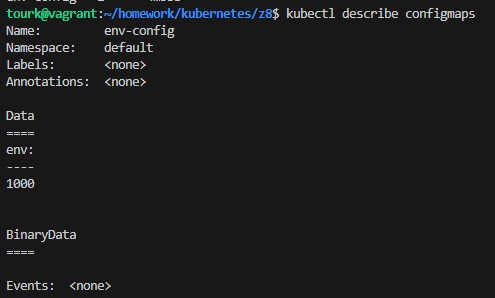 tourk@vagrant:~/homework/kubernetes/z8$ kubectl describe configmaps
Name:         env-config
Namespace:    default
Labels:       <none>
Annotations:  <none>

Data
====
env:
----
1000


BinaryData
====

Events:  <none>